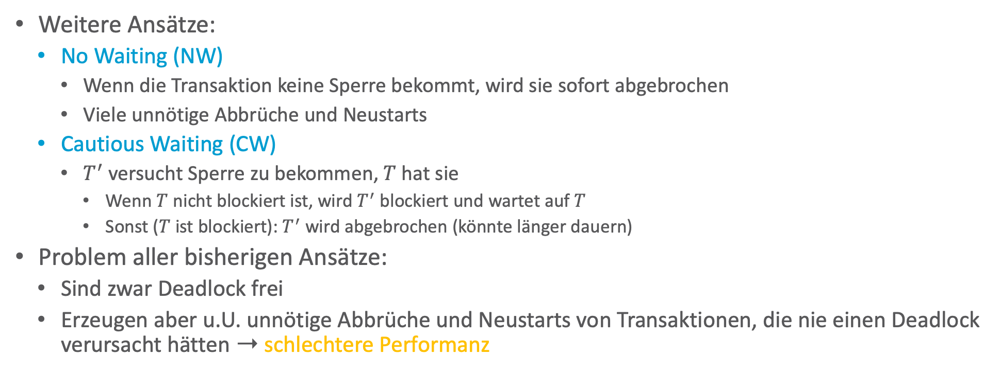 • Weitere Ansätze:
• No Waiting (NW)
• Wenn die Transaktion keine Sperre bekommt, wird sie sofort abgebrochen
• Viele unnötige Abbrüche und Neustarts
• Cautious Waiting (CW)
• T′ versucht Sperre zu bekommen, T hat sie
• Wenn T nicht blockiert ist, wird T′ blockiert und wartet auf T
• Sonst (T ist blockiert): T′ wird abgebrochen (könnte länger dauern)
• Problem aller bisherigen Ansätze:
• Sind zwar Deadlock frei
• Erzeugen aber u.U. unnötige Abbrüche und Neustarts von Transaktionen, die nie einen Deadlock
verursacht hätten → schlechtere Performanz